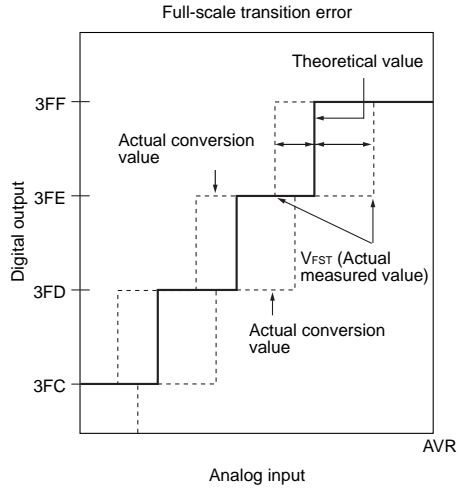 Full-scale transition error
Theoretical value
3FF
Actual conversion
value
3FE
Digital output
VFST (Actual
measured value)
3FD
Actual conversion
value
3FC
AVR
Analog input